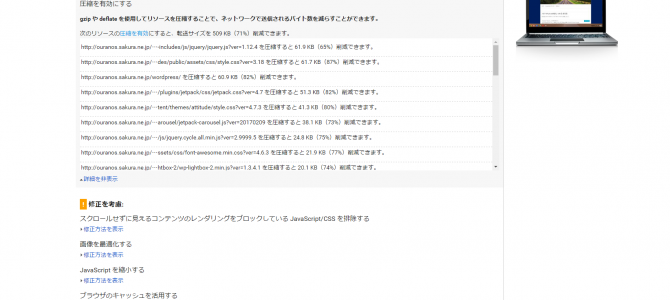 圧縮を有効にする
gzip や deflate を使用してリソースを圧縮することで、ネットワークで送信されるバイト数を減らすことができます。
次のリソースの圧縮を有効にすると、転送サイズを 509 KB（71%）削減できます。
http://ouranos.sakura.ne.jp/…includes/js/jquery/jquery.js?ver=1.12.4 を圧縮すると 61.9 KB（65%）削減できます。
http://ouranos.sakura.ne.jp/…des/public/assets/css/style.css?ver=3.18 を圧縮すると 61.7 KB（87%）削減できます。
http://ouranos.sakura.ne.jp/wordpress/ を圧縮すると 60.9 KB（82%）削減できます。
http://ouranos.sakura.ne.jp/…/plugins/jetpack/css/jetpack.css?ver=4.7 を圧縮すると 51.3 KB（82%）削減できます。
http://ouranos.sakura.ne.jp/…tent/themes/attitude/style.css?ver=4.7.3 を圧縮すると 41.3 KB（80%）削減できます。
http://ouranos.sakura.ne.jp/…arousel/jetpack-carousel.js?ver=20170209 を圧縮すると 38.1 KB（73%）削減できます。
http://ouranos.sakura.ne.jp/…/js/jquery.cycle.all.min.js?ver=2.9999.5 を圧縮すると 24.8 KB（75%）削減できます。
http://ouranos.sakura.ne.jp/…ssets/css/font-awesome.min.css?ver=4.6.3 を圧縮すると 21.9 KB（77%）削減できます。
http://ouranos.sakura.ne.jp/…htbox-2/wp-lightbox-2.min.js?ver=1.3.4.1 を圧縮すると 20.1 KB（74%）削減できます。
詳細を非表示
! 修正を考慮:
スクロールせずに見えるコンテンツのレンダリングをブロックしている JavaScript/CSS を排除する
修正方法を表示
画像を最適化する
修正方法を表示
JavaScript を縮小する
修正方法を表示
ブラウザのキャッシュを活用する